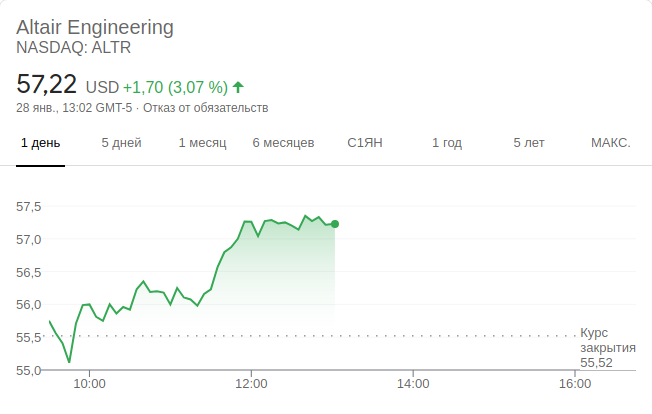 Altair Engineering
NASDAQ: ALTR
57,22 USD +1,70 (3,07 %)
28 янв., 13:02 GMT-5 · Отказ от обязательств
1 день 5 дней 1 месяц 6 месяцев С1ЯН 1 год 5 лет МАКС.
57,5
57,0
56,5
56,0
55,5
55,0
Курс
закрытия
55,52
10:00 12:00 14:00 16:00